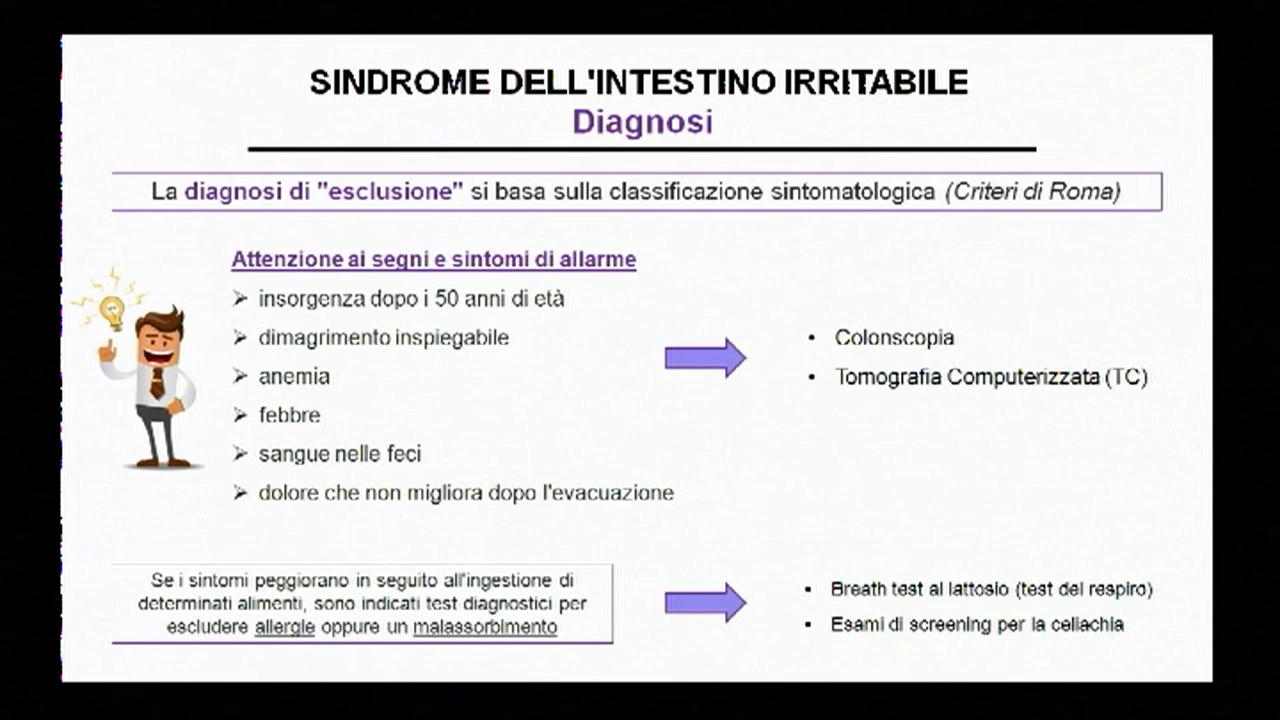 SINDROME DELL'INTESTINO IRRITABILE
Diagnosi
La diagnosi di "esclusione" si basa sulla classificazione sintomatologica (Criteri di Roma)
Attenzione ai segni e sintomi di allarme
➢ insorgenza dopo i 50 anni di età
➢ dimagrimento inspiegabile
➢ anemia
➢ febbre
➢ sangue nelle feci
➢ dolore che non migliora dopo l'evacuazione
• Colonscopia
• Tomografia Computerizzata (TC)
Se i sintomi peggiorano in seguito all'ingestione di
determinati alimenti, sono indicati test diagnostici per
escludere allergie oppure un malassorbimento
• Breath test al lattosio (test del respiro)
• Esami di screening per la celiachia